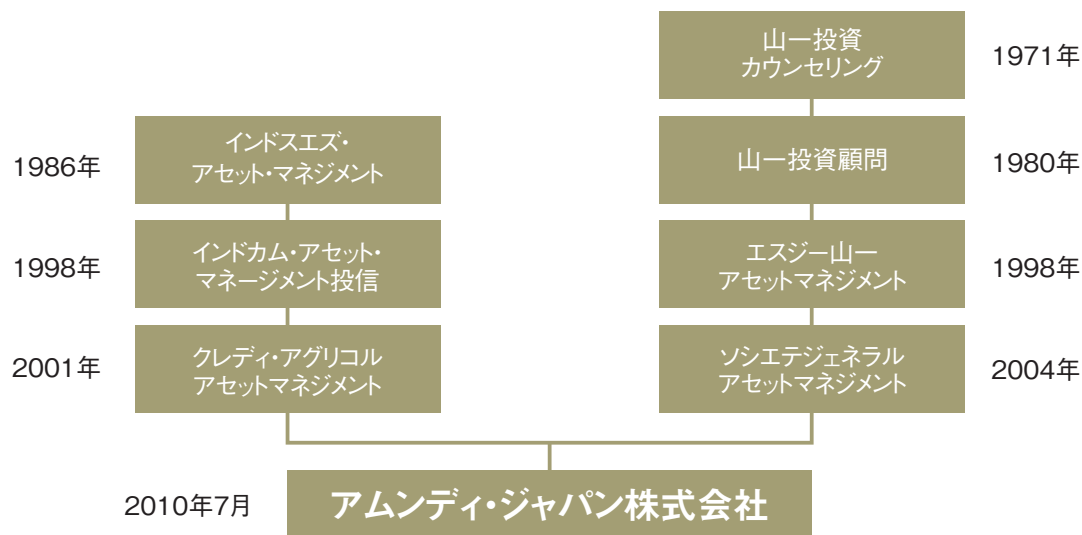 山一投資
カウンセリング
1971年
インドスエズ・
アセット・マネジメント
1986年
山一投資顧問
1980年
インドカム・アセット・
マネージメント投信
1998年
エスジー山一
アセットマネジメント
1998年
クレディ・アグリコル
アセットマネジメント
2001年
ソシエテジェネラル
アセットマネジメント
2004年
2010年7月
アムンディ・ジャパン株式会社